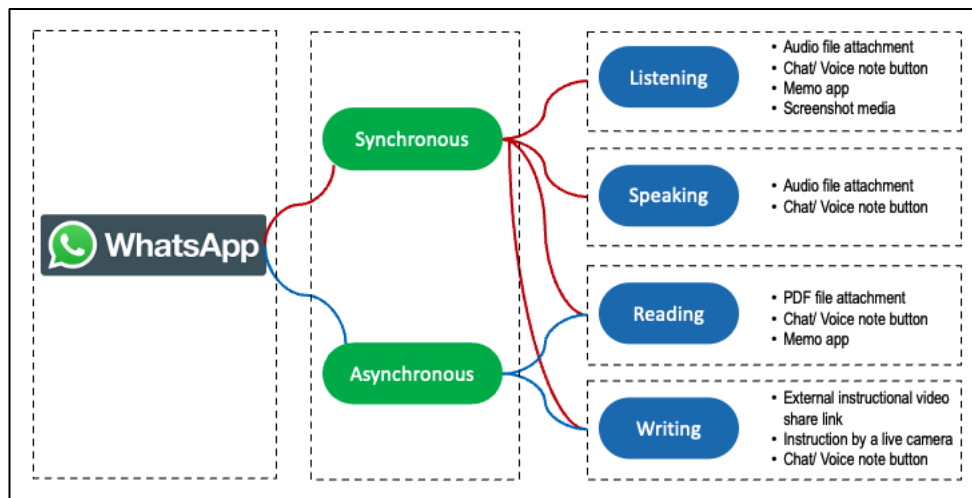 WhatsApp
Synchronous
Asynchronous
Listening
• Audio file attachment
• Chat/ Voice note button
• Memo app
• Screenshot media
Speaking
• Audio file attachment
• Chat/ Voice note button
Reading
• PDF file attachment
• Chat/ Voice note button
• Memo app
Writing
• External instructional video
share link
• Instruction by a live camera
• Chat/ Voice note button